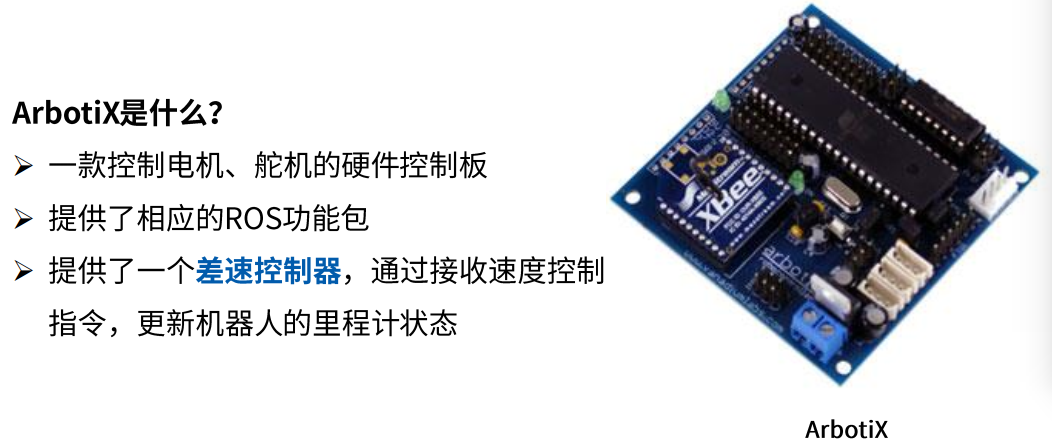 ArbotiX是什么？
➢ 一款控制电机、舵机的硬件控制板
➢ 提供了相应的ROS功能包
➢ 提供了一个差速控制器，通过接收速度控制
指令，更新机器人的里程计状态
XBee
arbotix
ArbotiX